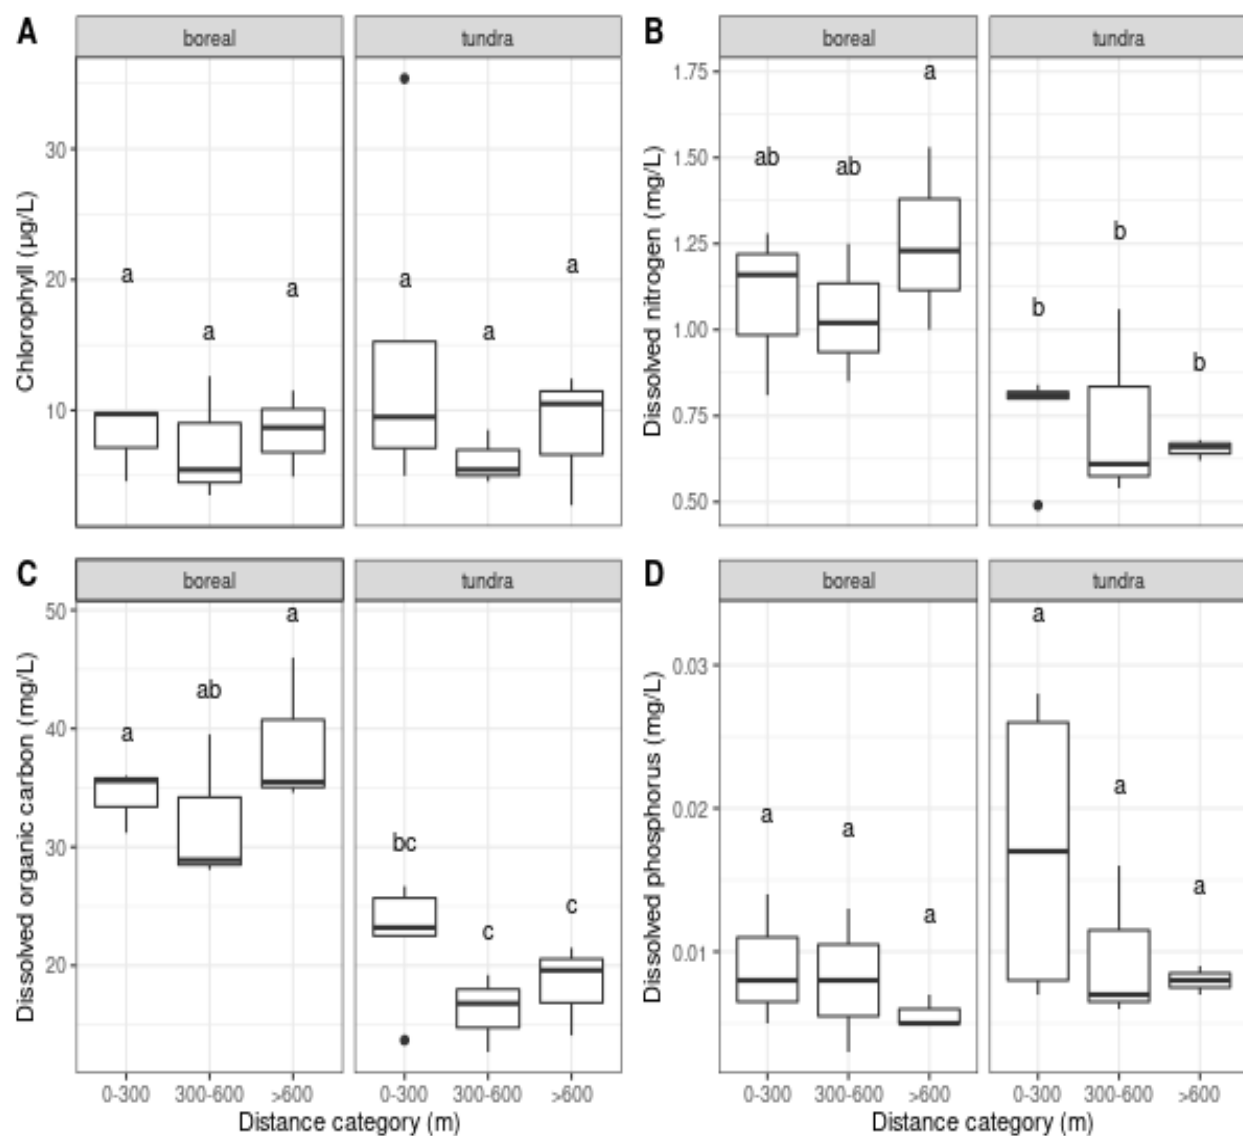 A
boreal
tundra
Chlorophyll (µg/L)
30
20
10
a
a
a
a
a
a
B
boreal
tundra
Dissolved nitrogen (mg/L)
1.75
1.50
1.25
1.00
0.75
0.50
ab
ab
a
b
b
b
C
boreal
tundra
Dissolved organic carbon (mg/L)
50
40
30
20
a
ab
a
bc
c
c
0-300
300-600
>600
0-300
300-600
>600
Distance category (m)
D
boreal
tundra
Dissolved phosphorus (mg/L)
0.03
0.02
0.01
a
a
a
a
a
a
0-300
300-600
>600
0-300
300-600
>600
Distance category (m)